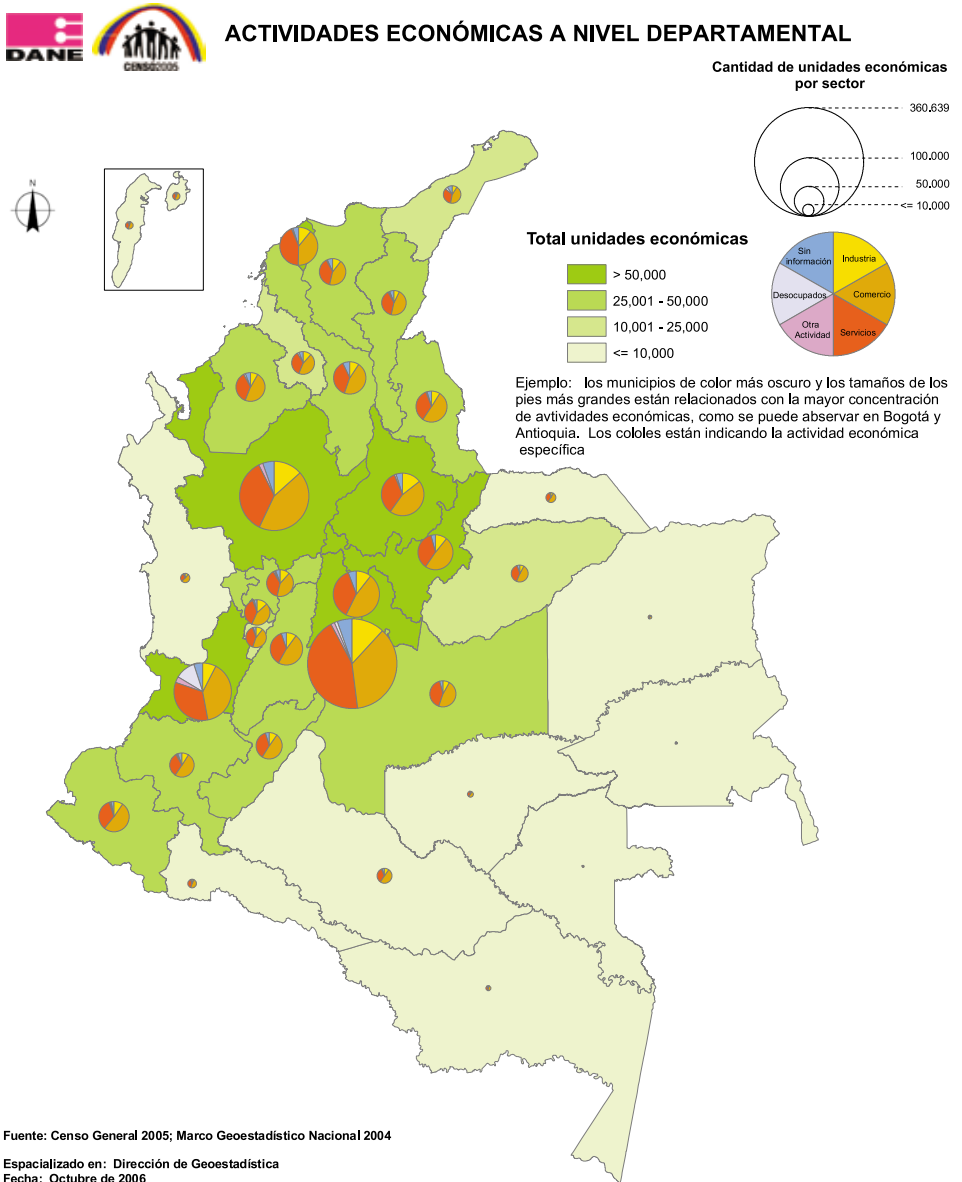 DANE
CENSO2005
ACTIVIDADES ECONÓMICAS A NIVEL DEPARTAMENTAL
Cantidad de unidades económicas
por sector
360.639
100.000
50.000
<= 10.000
N
Total unidades económicas
> 50,000
25,001 - 50,000
10,001 - 25,000
<= 10,000
Sin
información
Industria
Desocupados
Comercio
Otra
Actividad
Servicios
Ejemplo: los municipios de color más oscuro y los tamaños de los
pies más grandes están relacionados con la mayor concentración
de avtividades económicas, como se puede abservar en Bogotá y
Antioquia. Los cololes están indicando la actividad económica
específica
Fuente: Censo General 2005; Marco Geoestadístico Nacional 2004
Espacializado en: Dirección de Geoestadística
Fecha: Octubre de 2006